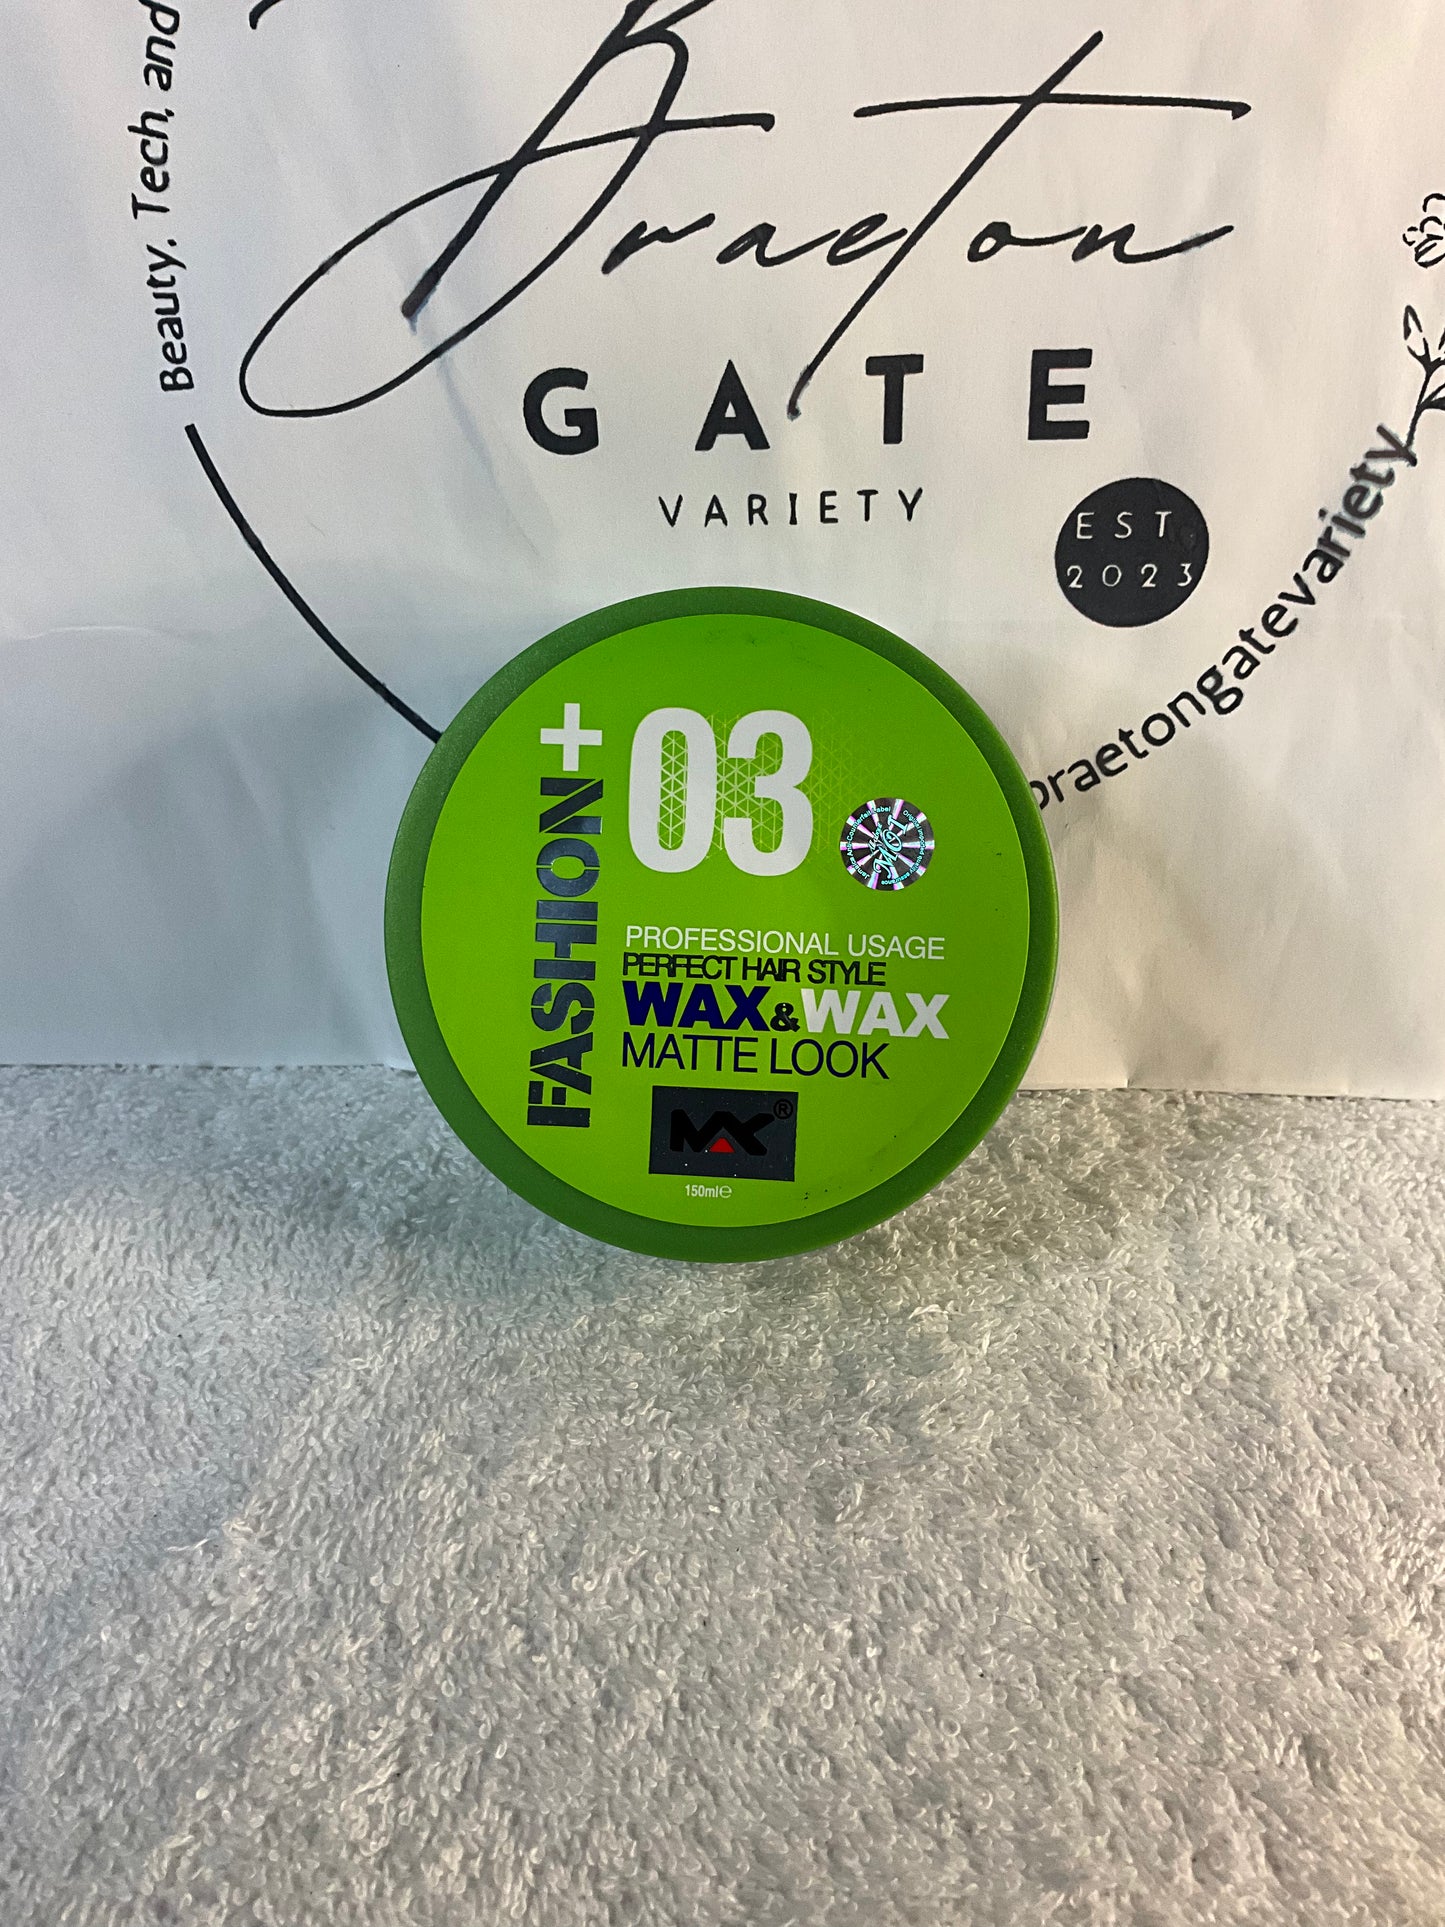 Beauty. Tech, and
Braeton
GATE
VARIETY
EST.
2023
braetongatevariety
FASHION+
03
PROFESSIONAL USAGE
PERFECT HAIR STYLE
WAX&WAX
MATTE LOOK
MAX®
150ml℮